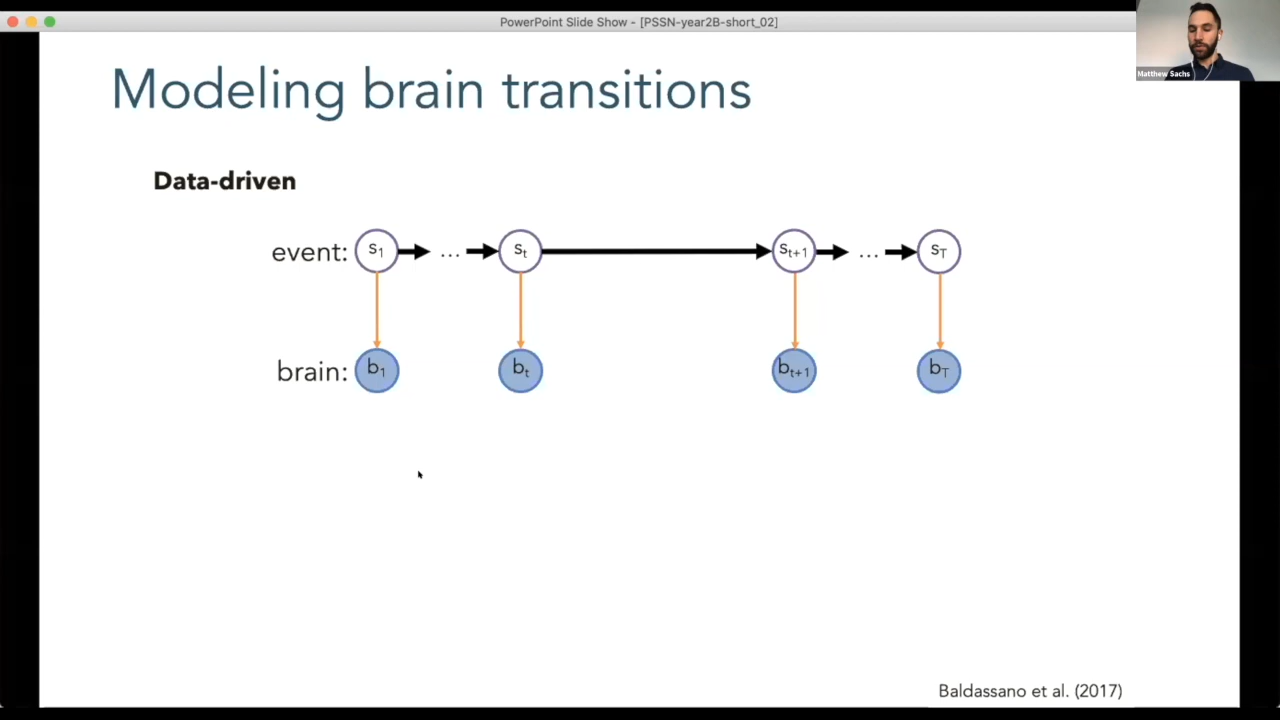 PowerPoint Slide Show - [PSSN-year2B-short_02]
Matthew Sachs
Modeling brain transitions
Data-driven
event: s1 ... st st+1 ... sT
brain: b1 bt bt+1 bT
Baldassano et al. (2017)